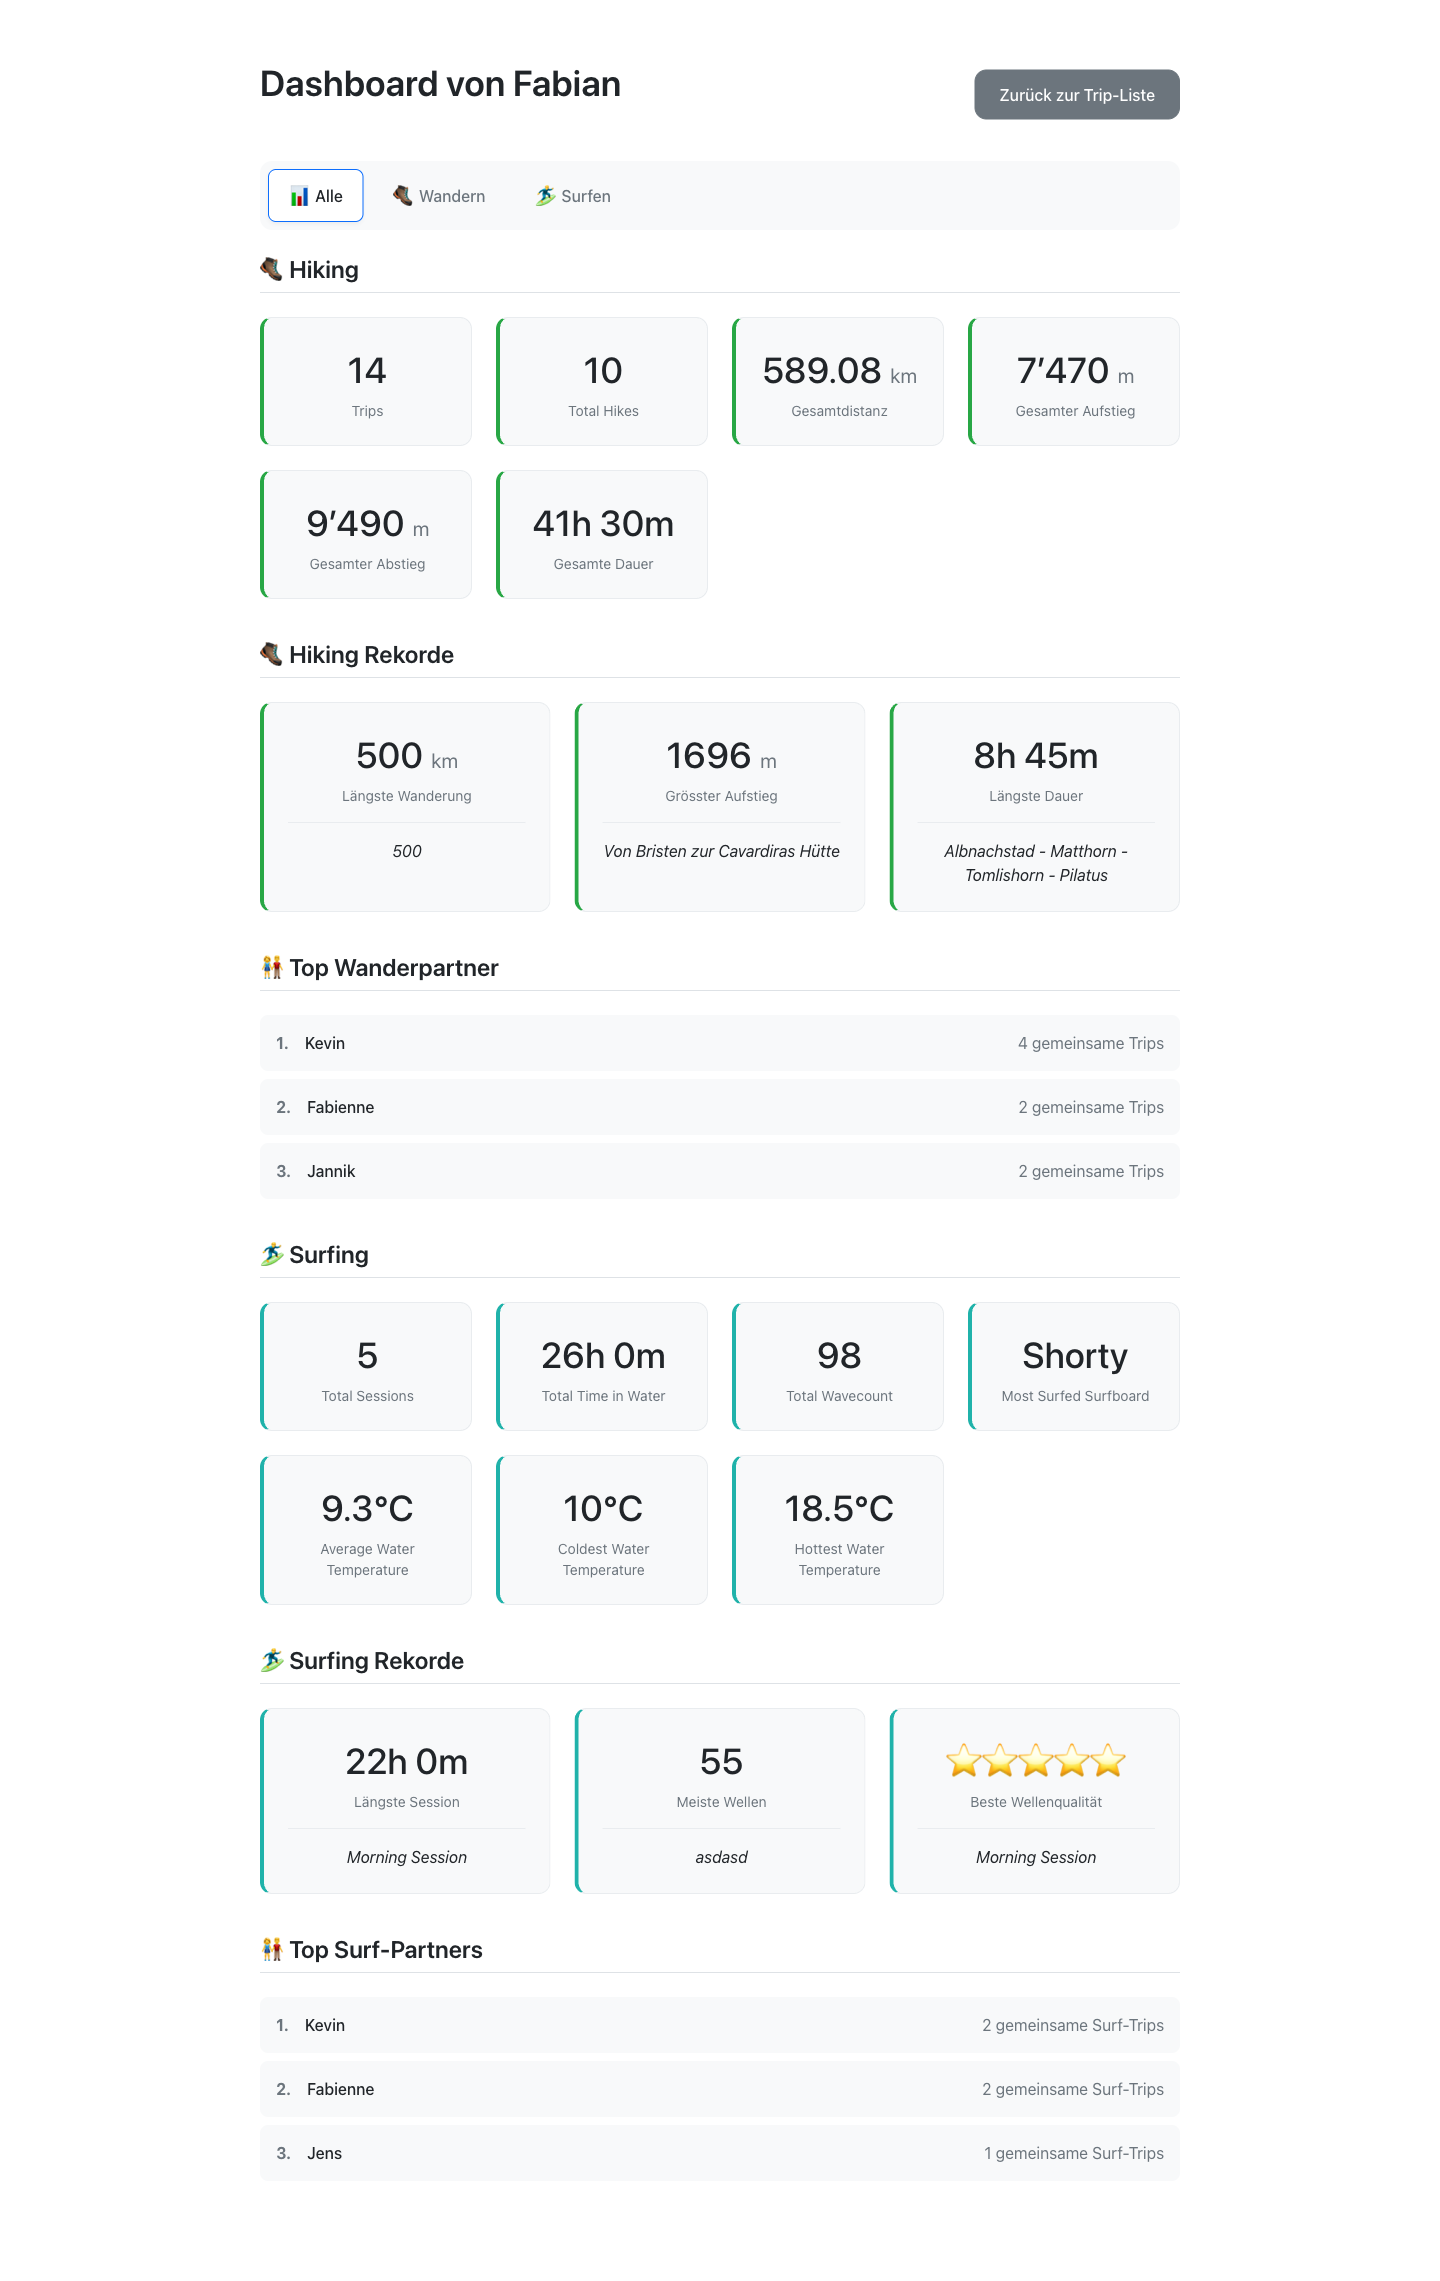 Dashboard von Fabian
Zurück zur Trip-Liste
Alle
Wandern
Surfen
Hiking
14
Trips
10
Total Hikes
589.08 km
Gesamtdistanz
7’470 m
Gesamter Aufstieg
9’490 m
Gesamter Abstieg
41h 30m
Gesamte Dauer
Hiking Rekorde
500 km
Längste Wanderung
500
1696 m
Grösster Aufstieg
Von Bristen zur Cavardiras Hütte
8h 45m
Längste Dauer
Albnachstad - Matthorn -
Tomlishorn - Pilatus
Top Wanderpartner
1. Kevin 4 gemeinsame Trips
2. Fabienne 2 gemeinsame Trips
3. Jannik 2 gemeinsame Trips
Surfing
5
Total Sessions
26h 0m
Total Time in Water
98
Total Wavecount
Shorty
Most Surfed Surfboard
9.3°C
Average Water
Temperature
10°C
Coldest Water
Temperature
18.5°C
Hottest Water
Temperature
Surfing Rekorde
22h 0m
Längste Session
Morning Session
55
Meiste Wellen
asdasd
Beste Wellenqualität
Morning Session
Top Surf-Partners
1. Kevin 2 gemeinsame Surf-Trips
2. Fabienne 2 gemeinsame Surf-Trips
3. Jens 1 gemeinsame Surf-Trips